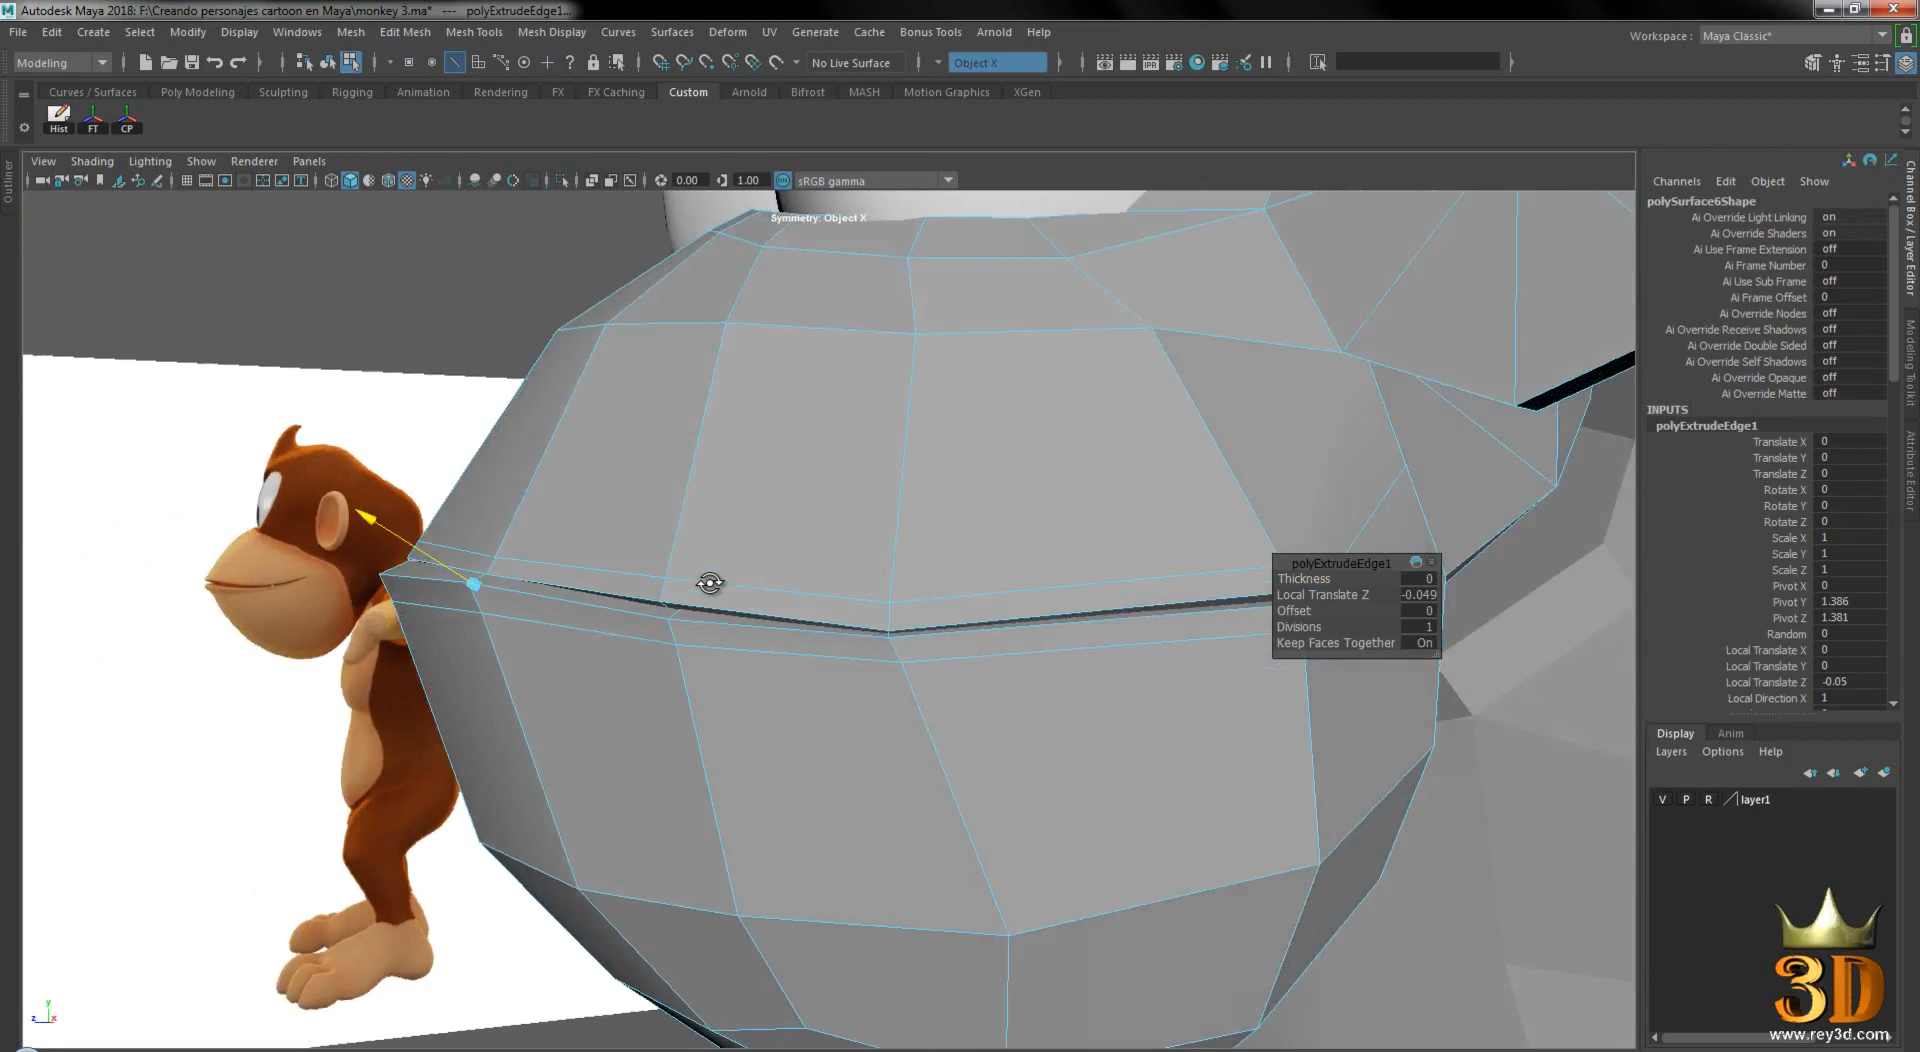 Autodesk Maya 2018: F:\Creando personajes cartoon en Maya\monkey 3.ma*   ---   polyExtrudeEdge1...
File Edit Create Select Modify Display Windows Mesh Edit Mesh Mesh Tools Mesh Display Curves Surfaces Deform UV Generate Cache Bonus Tools Arnold Help
Workspace : Maya Classic*
Modeling No Live Surface Object X
Curves / Surfaces Poly Modeling Sculpting Rigging Animation Rendering FX FX Caching Custom Arnold Bifrost MASH Motion Graphics XGen
Hist FT CP
View Shading Lighting Show Renderer Panels
0.00 1.00 sRGB gamma
Outliner
Symmetry: Object X
polyExtrudeEdge1
Thickness 0
Local Translate Z -0.049
Offset 0
Divisions 1
Keep Faces Together On
y
z x
Channels Edit Object Show
polySurface6Shape
Ai Override Light Linking on
Ai Override Shaders on
Ai Use Frame Extension off
Ai Frame Number 0
Ai Use Sub Frame off
Ai Frame Offset 0
Ai Override Nodes off
Ai Override Receive Shadows off
Ai Override Double Sided off
Ai Override Self Shadows off
Ai Override Opaque off
Ai Override Matte off
INPUTS
polyExtrudeEdge1
Translate X 0
Translate Y 0
Translate Z 0
Rotate X 0
Rotate Y 0
Rotate Z 0
Scale X 1
Scale Y 1
Scale Z 1
Pivot X 0
Pivot Y 1.386
Pivot Z 1.381
Random 0
Local Translate X 0
Local Translate Y 0
Local Translate Z -0.05
Local Direction X 1
Display Anim
Layers Options Help
V P R layer1
Channel Box / Layer Editor
Modeling Toolkit
Attribute Editor
3D
www.rey3d.com